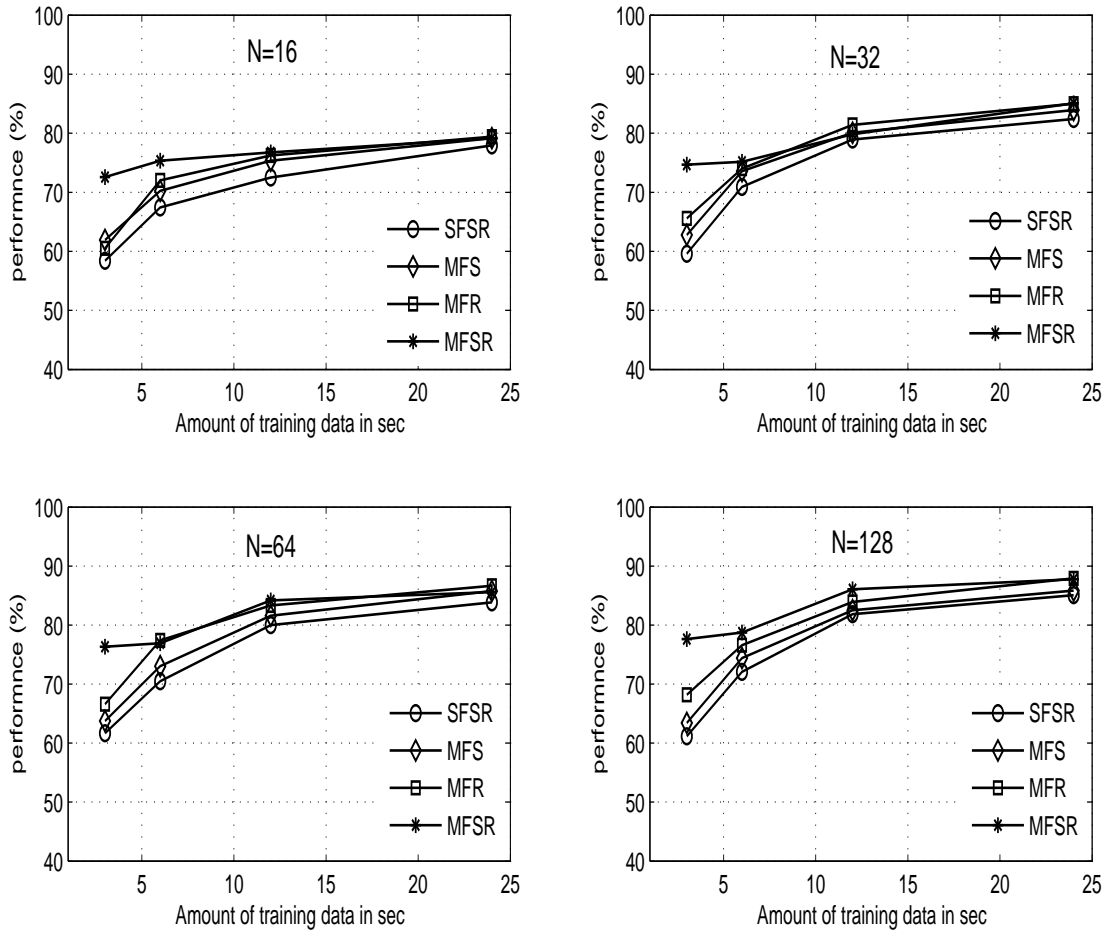 100
90
80
70
60
50
40
performnce (%)
N=16
SFSR
MFS
MFR
MFSR
5
10
15
20
25
Amount of training data in sec
100
90
80
70
60
50
40
performnce (%)
N=32
SFSR
MFS
MFR
MFSR
5
10
15
20
25
Amount of training data in sec
100
90
80
70
60
50
40
performnce (%)
N=64
SFSR
MFS
MFR
MFSR
5
10
15
20
25
Amount of training data in sec
100
90
80
70
60
50
40
performnce (%)
N=128
SFSR
MFS
MFR
MFSR
5
10
15
20
25
Amount of training data in sec